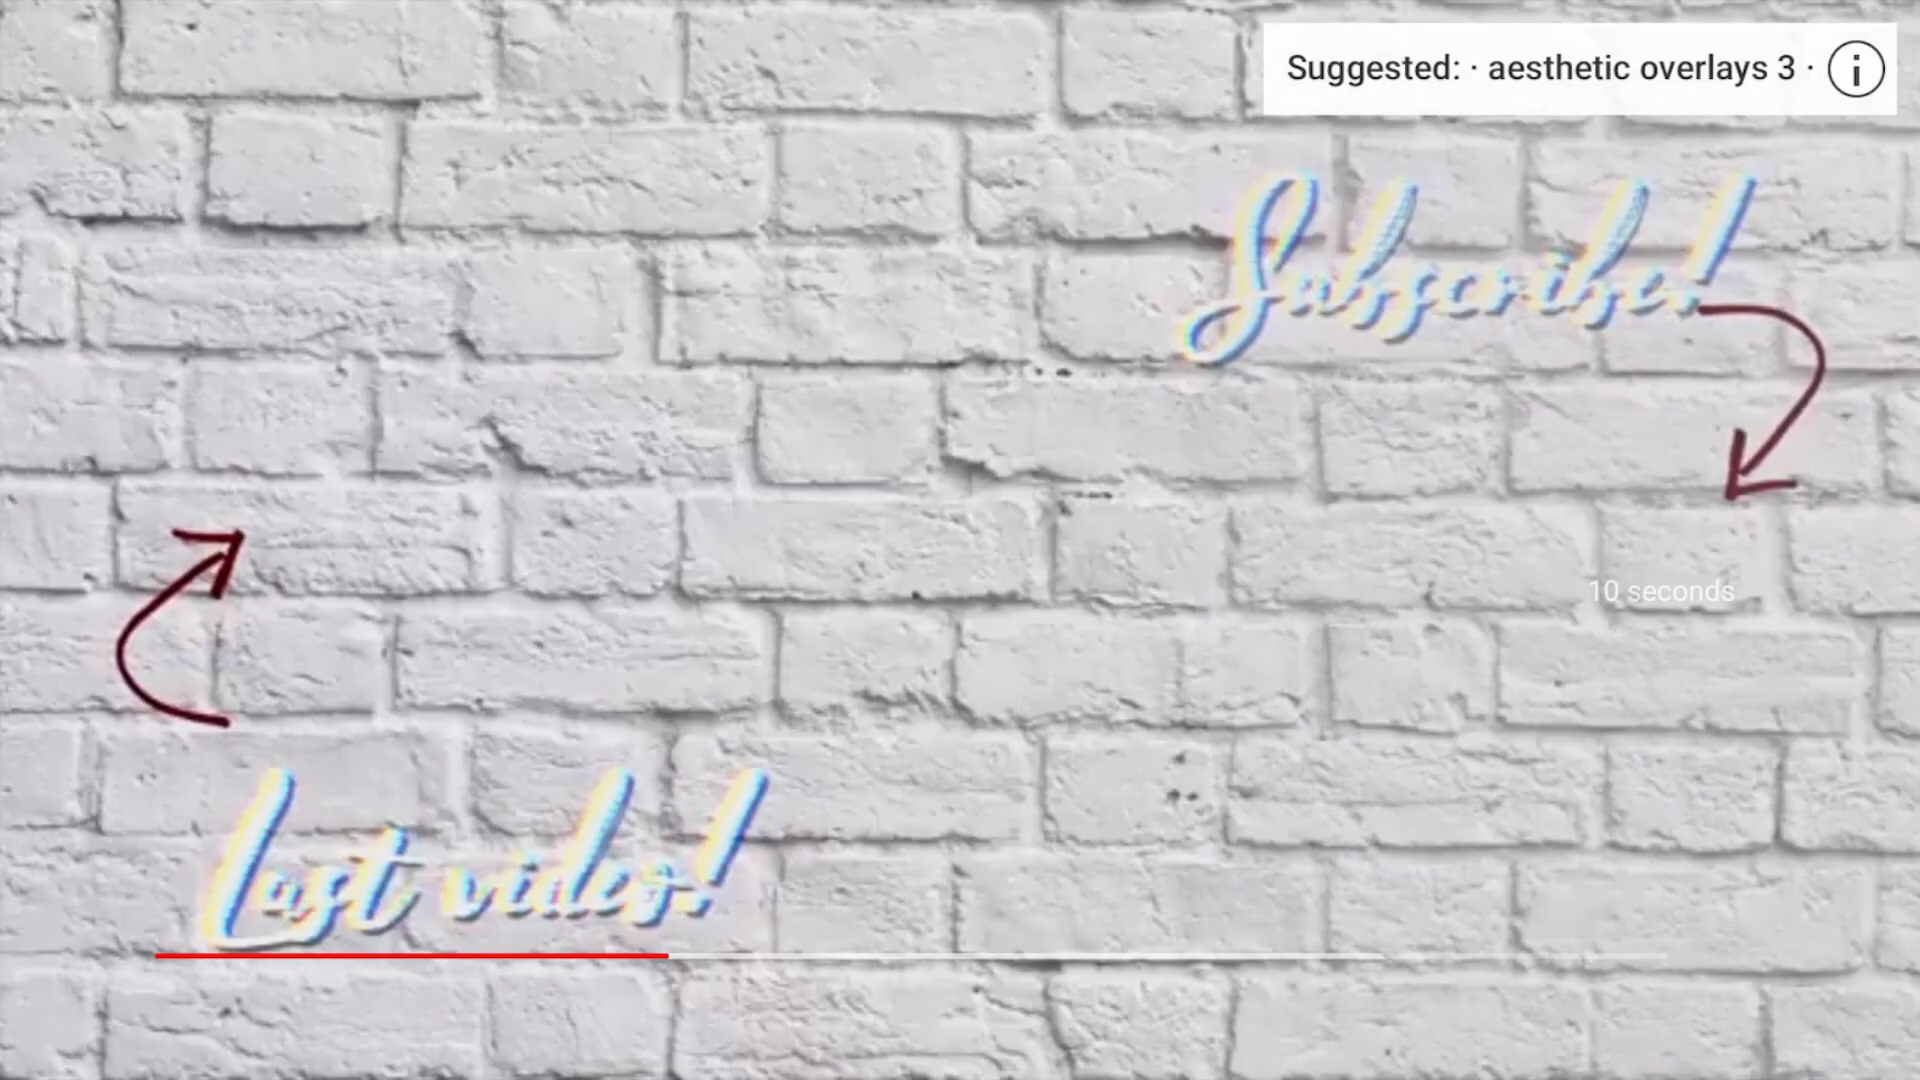 Suggested: · aesthetic overlays 3 ·
Subscribe!
10 seconds
Last video!